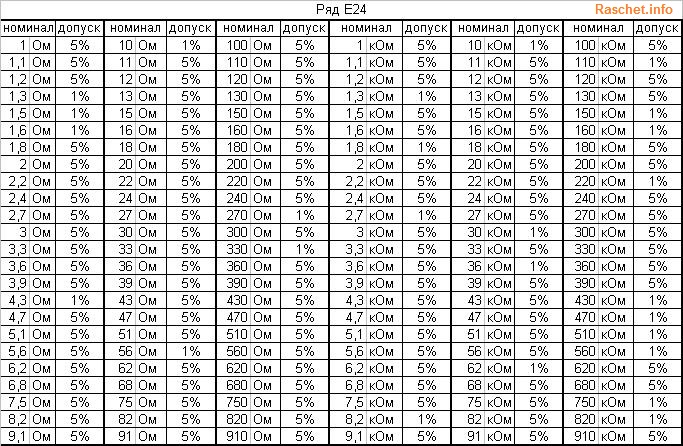 Ряд E24
Raschet.info
номинал допуск номинал допуск номинал допуск номинал допуск номинал допуск номинал допуск
1 Ом 5% 10 Ом 1% 100 Ом 5% 1 кОм 5% 10 кОм 1% 100 кОм 5%
1,1 Ом 5% 11 Ом 5% 110 Ом 5% 1,1 кОм 5% 11 кОм 5% 110 кОм 1%
1,2 Ом 5% 12 Ом 5% 120 Ом 5% 1,2 кОм 5% 12 кОм 5% 120 кОм 5%
1,3 Ом 1% 13 Ом 5% 130 Ом 5% 1,3 кОм 1% 13 кОм 5% 130 кОм 5%
1,5 Ом 1% 15 Ом 5% 150 Ом 5% 1,5 кОм 5% 15 кОм 5% 150 кОм 1%
1,6 Ом 1% 16 Ом 5% 160 Ом 5% 1,6 кОм 5% 16 кОм 5% 160 кОм 1%
1,8 Ом 5% 18 Ом 5% 180 Ом 5% 1,8 кОм 1% 18 кОм 5% 180 кОм 5%
2 Ом 5% 20 Ом 5% 200 Ом 5% 2 кОм 5% 20 кОм 5% 200 кОм 5%
2,2 Ом 5% 22 Ом 5% 220 Ом 5% 2,2 кОм 5% 22 кОм 5% 220 кОм 1%
2,4 Ом 5% 24 Ом 5% 240 Ом 5% 2,4 кОм 5% 24 кОм 5% 240 кОм 5%
2,7 Ом 5% 27 Ом 5% 270 Ом 1% 2,7 кОм 1% 27 кОм 5% 270 кОм 5%
3 Ом 5% 30 Ом 5% 300 Ом 5% 3 кОм 5% 30 кОм 1% 300 кОм 5%
3,3 Ом 5% 33 Ом 5% 330 Ом 1% 3,3 кОм 5% 33 кОм 5% 330 кОм 5%
3,6 Ом 5% 36 Ом 5% 360 Ом 5% 3,6 кОм 5% 36 кОм 1% 360 кОм 5%
3,9 Ом 5% 39 Ом 5% 390 Ом 5% 3,9 кОм 5% 39 кОм 5% 390 кОм 5%
4,3 Ом 1% 43 Ом 5% 430 Ом 5% 4,3 кОм 5% 43 кОм 5% 430 кОм 1%
4,7 Ом 5% 47 Ом 5% 470 Ом 5% 4,7 кОм 5% 47 кОм 5% 470 кОм 1%
5,1 Ом 5% 51 Ом 5% 510 Ом 5% 5,1 кОм 5% 51 кОм 5% 510 кОм 1%
5,6 Ом 5% 56 Ом 1% 560 Ом 5% 5,6 кОм 5% 56 кОм 5% 560 кОм 1%
6,2 Ом 5% 62 Ом 5% 620 Ом 5% 6,2 кОм 5% 62 кОм 1% 620 кОм 5%
6,8 Ом 5% 68 Ом 5% 680 Ом 5% 6,8 кОм 5% 68 кОм 5% 680 кОм 5%
7,5 Ом 5% 75 Ом 5% 750 Ом 5% 7,5 кОм 5% 75 кОм 5% 750 кОм 1%
8,2 Ом 5% 82 Ом 5% 820 Ом 5% 8,2 кОм 1% 82 кОм 5% 820 кОм 1%
9,1 Ом 5% 91 Ом 5% 910 Ом 5% 9,1 кОм 5% 91 кОм 5% 910 кОм 5%